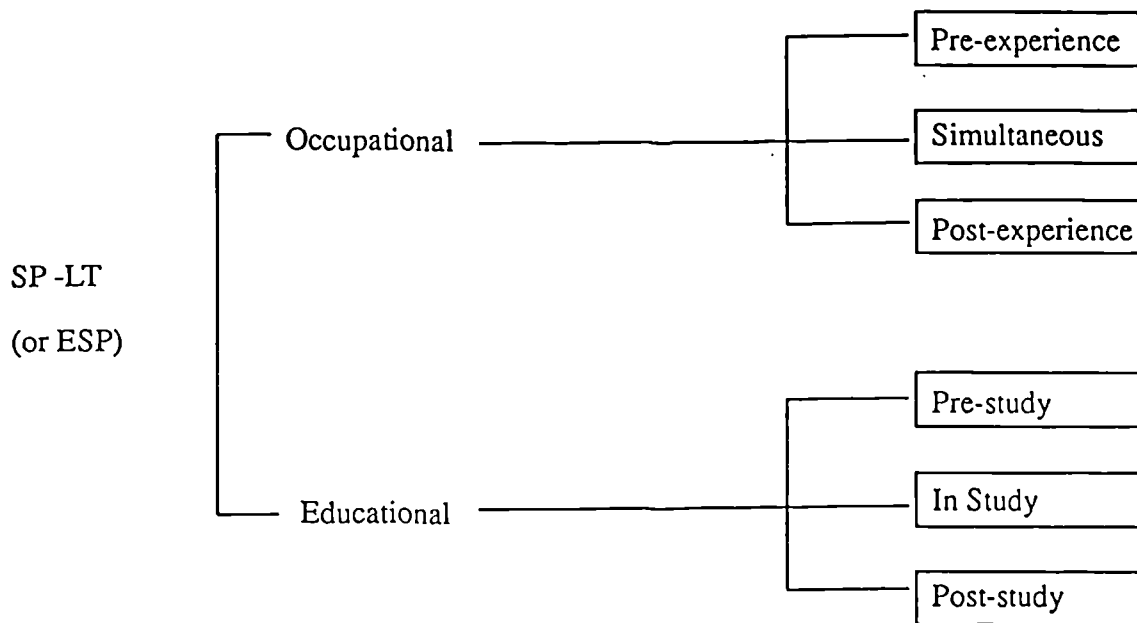 Pre-experience
Occupational
Simultaneous
Post-experience
SP -LT
(or ESP)
Pre-study
Educational
In Study
Post-study